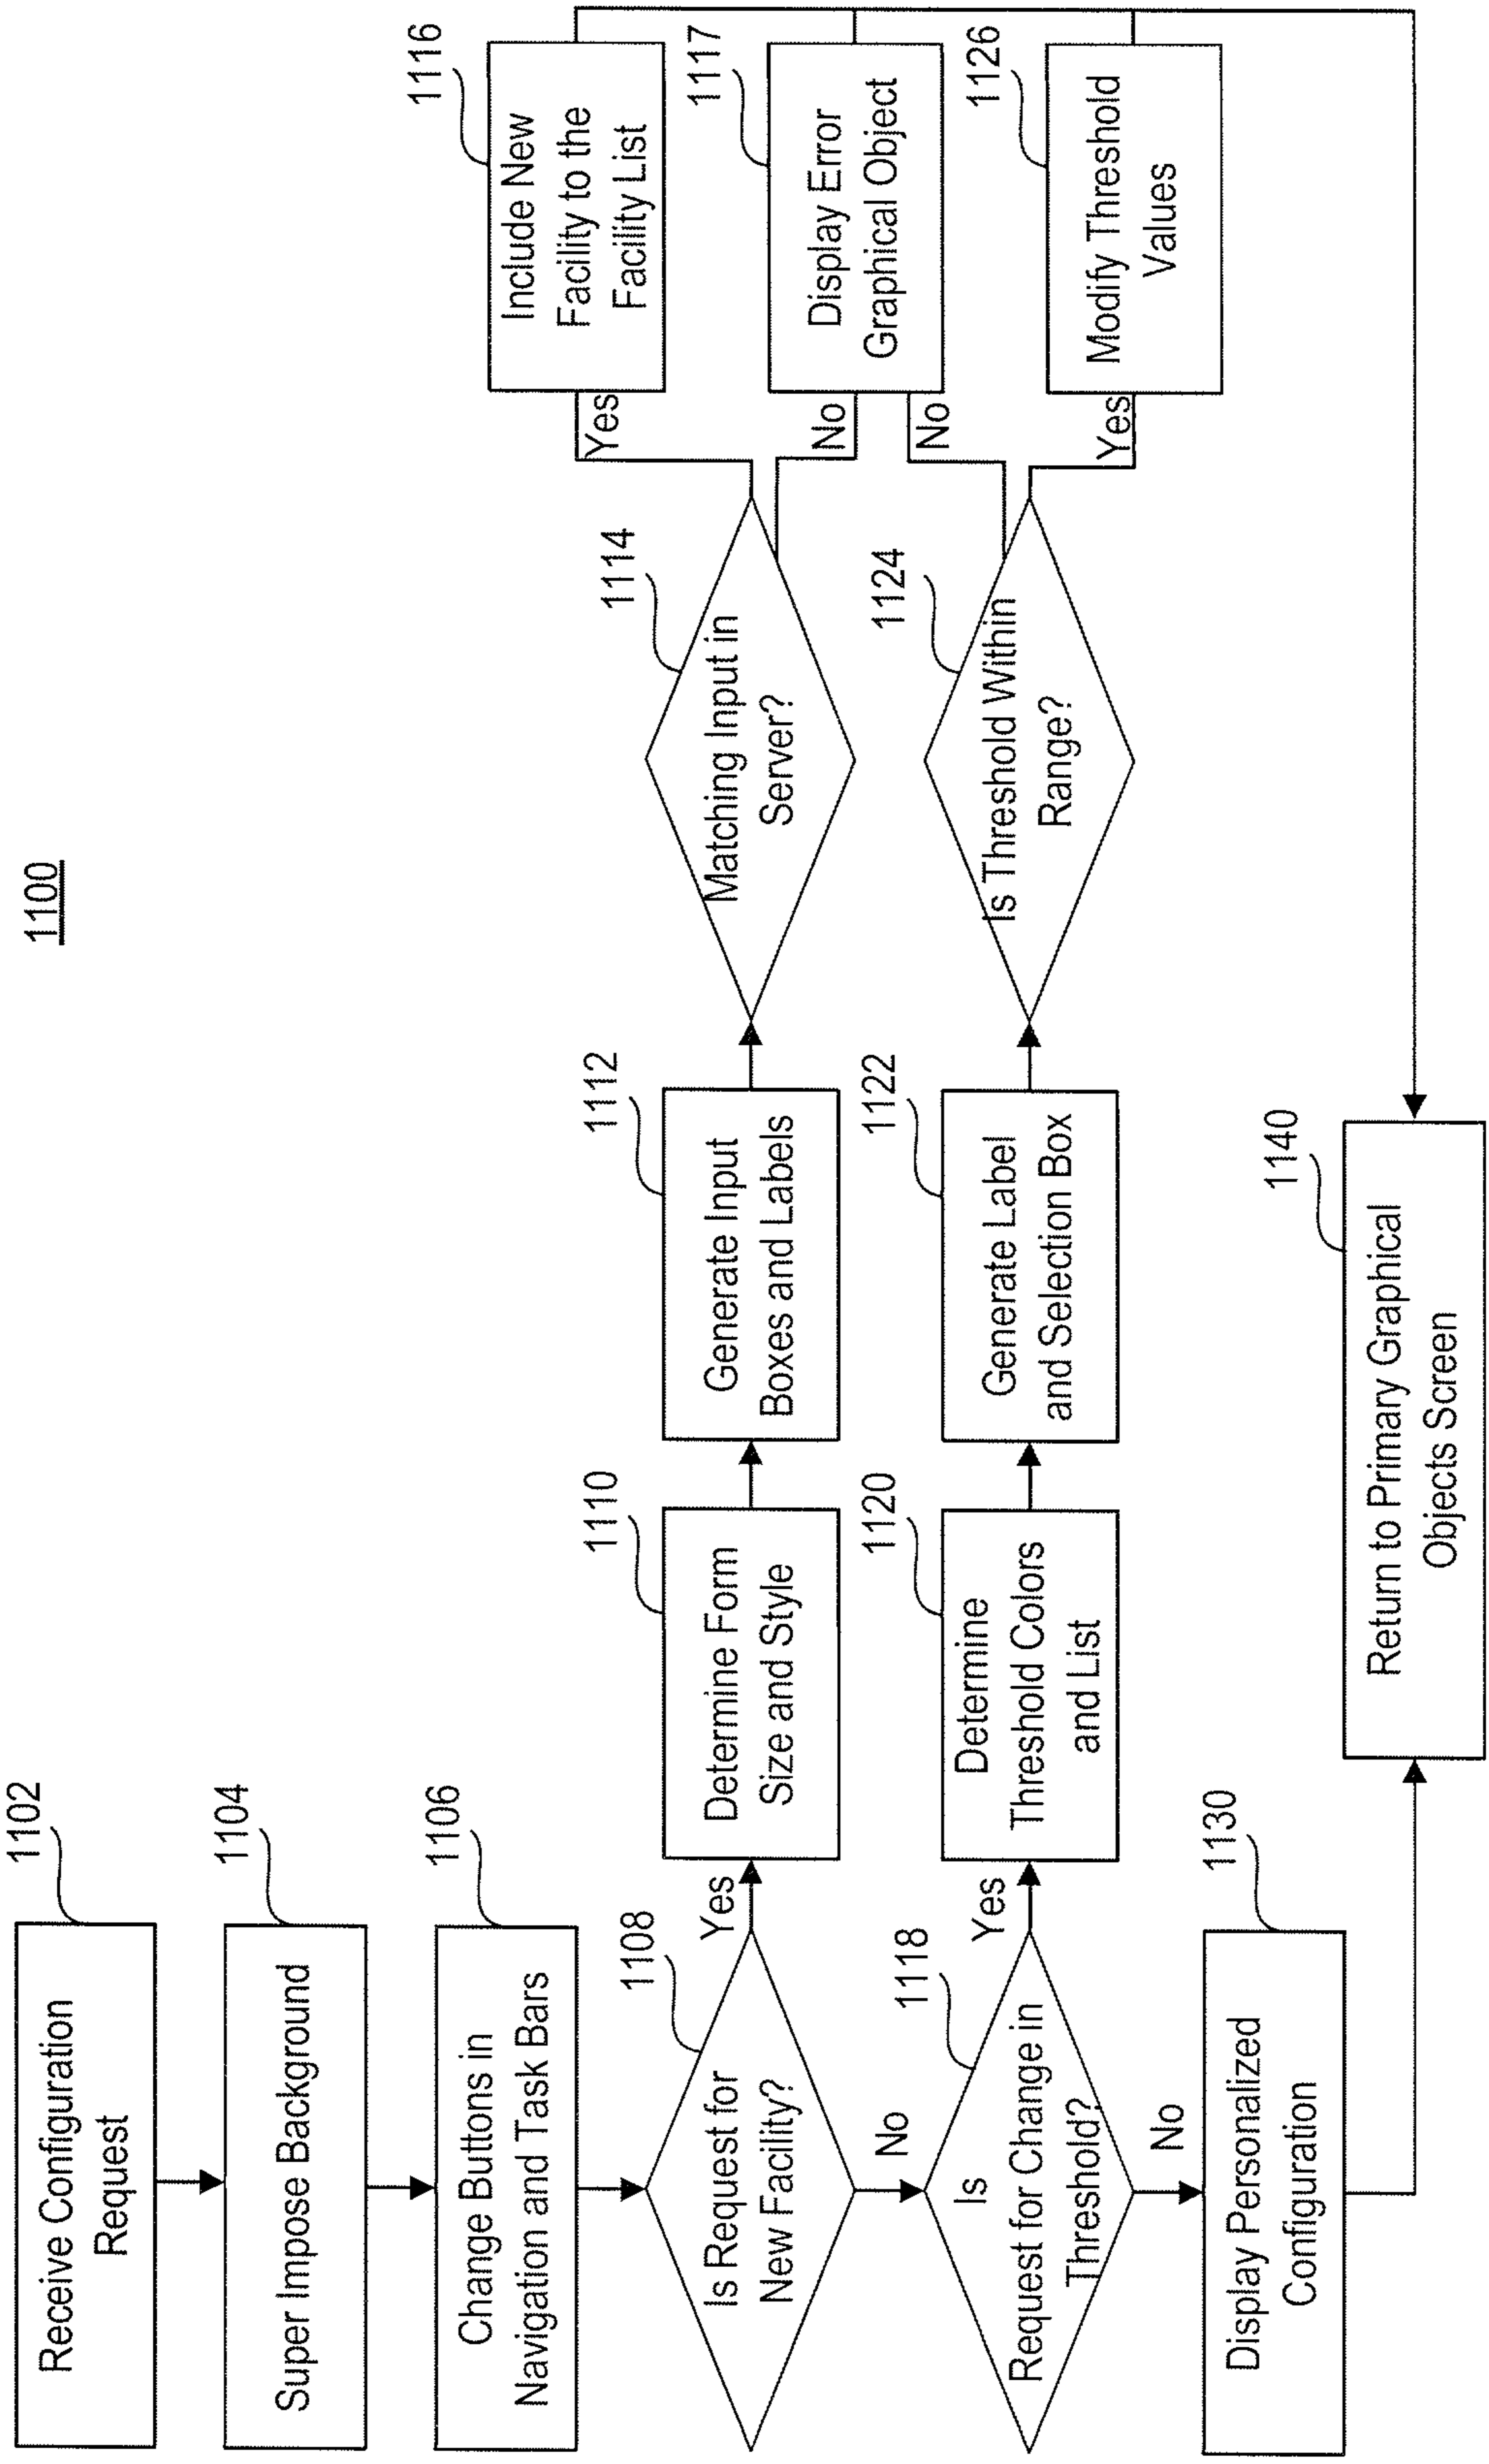 1100
1102
Receive Configuration
Request
1104
Super Impose Background
1106
Change Buttons in
Navigation and Task Bars
1108
Is Request for
New Facility?
Yes
1110
Determine Form
Size and Style
1112
Generate Input
Boxes and Labels
1114
Matching Input in
Server?
Yes
1116
Include New
Facility to the
Facility List
No
1117
Display Error
Graphical Object
No
No
1118
Is
Request for Change in
Threshold?
Yes
1120
Determine
Threshold Colors
and List
1122
Generate Label
and Selection Box
1124
Is Threshold Within
Range?
Yes
1126
Modify Threshold
Values
No
1130
Display Personalized
Configuration
1140
Return to Primary Graphical
Objects Screen